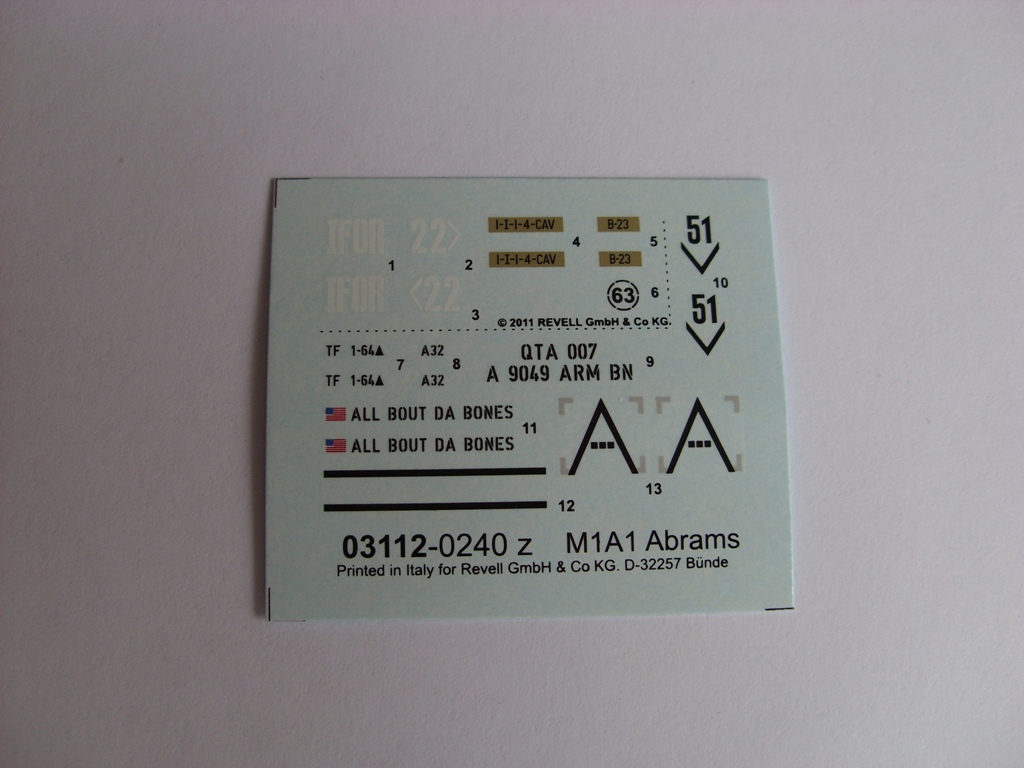 IFOR 22> I-I-I-4-CAV B-23 51
1 2 4 5
IFOR <22 I-I-I-4-CAV B-23 10
3 63 6 51
© 2011 REVELL GmbH & Co KG.
TF 1-64▲ A32 QTA 007
7 8 9
TF 1-64▲ A32 A 9049 ARM BN
ALL BOUT DA BONES A A
11
ALL BOUT DA BONES
13
12
03112-0240 z M1A1 Abrams
Printed in Italy for Revell GmbH & Co KG. D-32257 Bünde